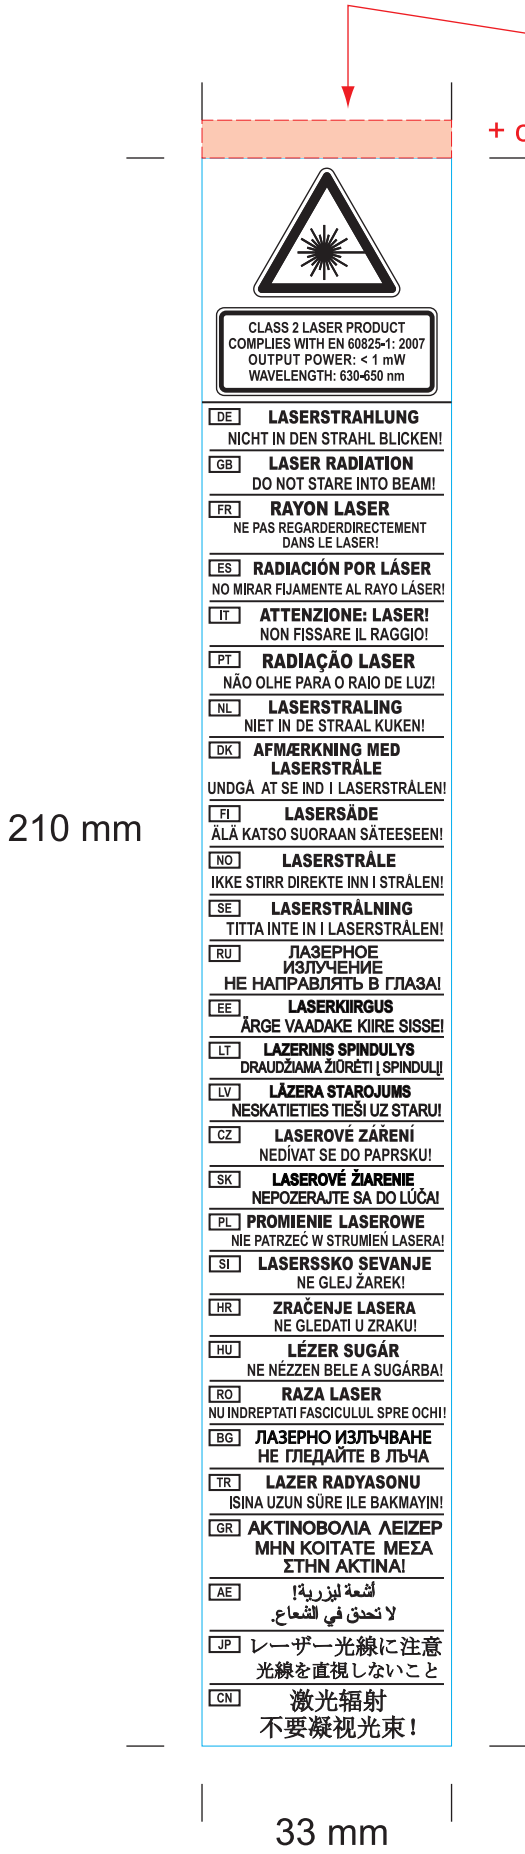 + c
CLASS 2 LASER PRODUCT
COMPLIES WITH EN 60825-1: 2007
OUTPUT POWER: < 1 mW
WAVELENGTH: 630-650 nm
DE LASERSTRAHLUNG
NICHT IN DEN STRAHL BLICKEN!
GB LASER RADIATION
DO NOT STARE INTO BEAM!
FR RAYON LASER
NE PAS REGARDERDIRECTEMENT
DANS LE LASER!
ES RADIACIÓN POR LÁSER
NO MIRAR FIJAMENTE AL RAYO LÁSER!
IT ATTENZIONE: LASER!
NON FISSARE IL RAGGIO!
PT RADIAÇÃO LASER
NÃO OLHE PARA O RAIO DE LUZ!
NL LASERSTRALING
NIET IN DE STRAAL KUKEN!
DK AFMÆRKNING MED
LASERSTRÅLE
UNDGÅ AT SE IND I LASERSTRÅLEN!
FI LASERSÄDE
ÄLÄ KATSO SUORAAN SÄTEESEEN!
210 mm
NO LASERSTRÅLE
IKKE STIRR DIREKTE INN I STRÅLEN!
SE LASERSTRÅLNING
TITTA INTE IN I LASERSTRÅLEN!
RU ЛАЗЕРНОЕ
ИЗЛУЧЕНИЕ
НЕ НАПРАВЛЯТЬ В ГЛАЗА!
EE LASERKIIRGUS
ÄRGE VAADAKE KIIRE SISSE!
LT LAZERINIS SPINDULYS
DRAUDŽIAMA ŽIŪRĖTI Į SPINDULĮ!
LV LĀZERA STAROJUMS
NESKATIETIES TIEŠI UZ STARU!
CZ LASEROVÉ ZÁŘENÍ
NEDÍVAT SE DO PAPRSKU!
SK LASEROVÉ ŽIARENIE
NEPOZERAJTE SA DO LÚČA!
PL PROMIENIE LASEROWE
NIE PATRZEĆ W STRUMIEŃ LASERA!
SI LASERSSKO SEVANJE
NE GLEJ ŽAREK!
HR ZRAČENJE LASERA
NE GLEDATI U ZRAKU!
HU LÉZER SUGÁR
NE NÉZZEN BELE A SUGÁRBA!
RO RAZA LASER
NU INDREPTATI FASCICULUL SPRE OCHI!
BG ЛАЗЕРНО ИЗЛЪЧВАНЕ
НЕ ГЛЕДАЙТЕ В ЛЪЧА
TR LAZER RADYASONU
ISINA UZUN SÜRE ILE BAKMAYIN!
GR ΑΚΤΙΝΟΒΟΛΙΑ ΛΕΙΖΕΡ
ΜΗΝ ΚΟΙΤΑΤΕ ΜΕΣΑ
ΣΤΗΝ ΑΚΤΙΝΑ!
AE أشعة ليزرية!
لا تحدق في الشعاع.
JP レーザー光線に注意
光線を直視しないこと
CN 激光辐射
不要凝视光束!
33 mm